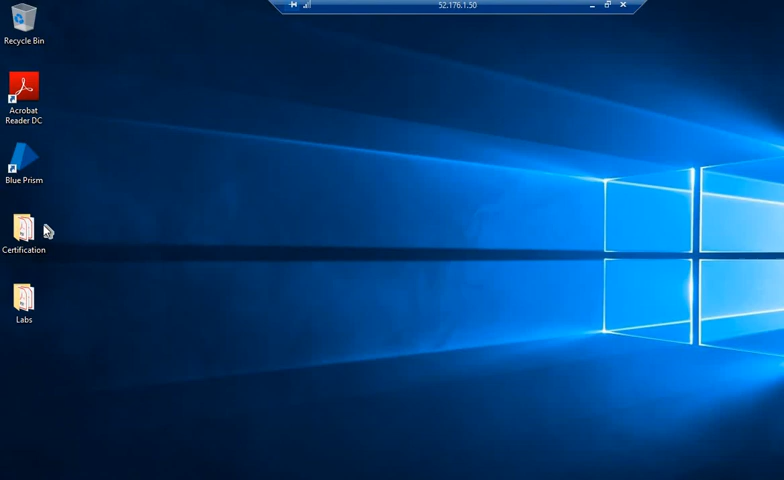 52.176.1.50
Recycle Bin
Acrobat
Reader DC
Blue Prism
Certification
Labs